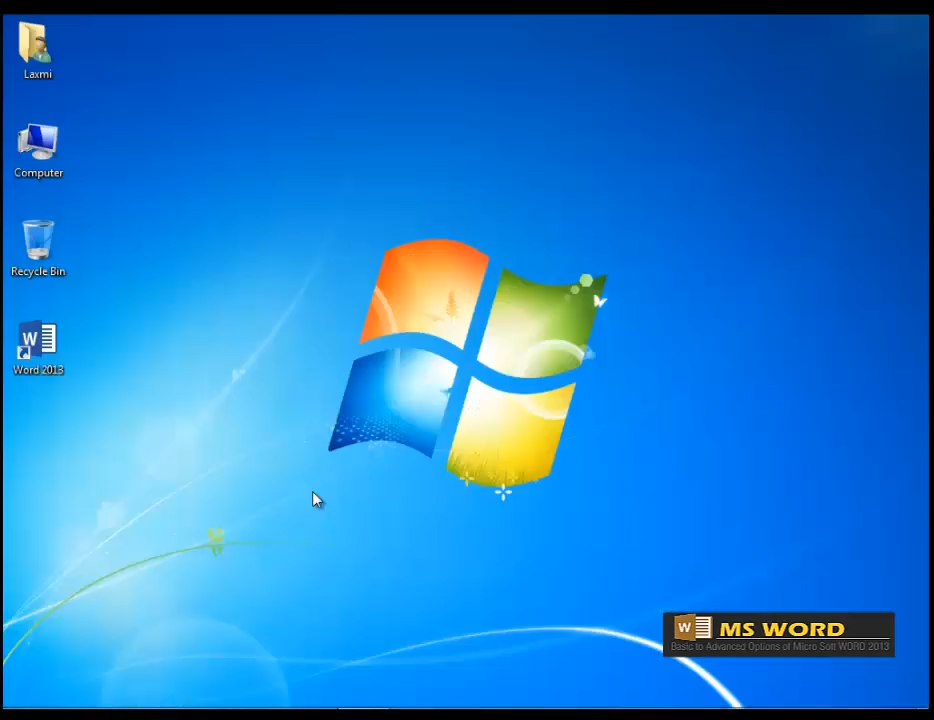 Laxmi
Computer
Recycle Bin
W
Word 2013
W MS WORD
Basic to Advanced Options of Micro Soft WORD 2013